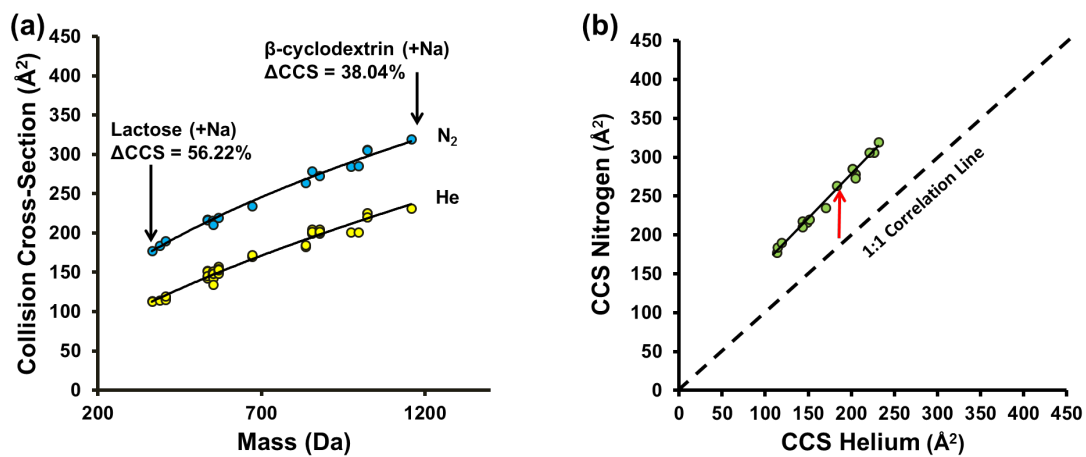 (a)
Collision Cross-Section (Å²)
450
400
350
300
250
200
150
100
50
0
200
700
1200
Mass (Da)
Lactose (+Na)
ΔCCS = 56.22%
β-cyclodextrin (+Na)
ΔCCS = 38.04%
N₂
He
(b)
CCS Nitrogen (Å²)
450
400
350
300
250
200
150
100
50
0
0 50 100 150 200 250 300 350 400 450
CCS Helium (Å²)
1:1 Correlation Line